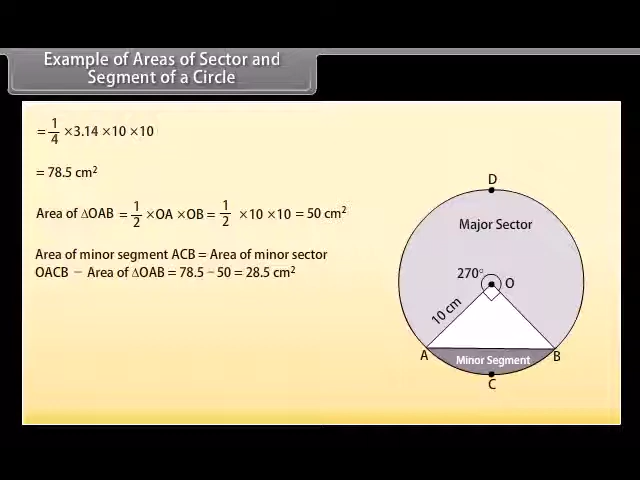 Example of Areas of Sector and
Segment of a Circle
= 1/4 ×3.14 ×10 ×10
= 78.5 cm²
Area of ∆OAB = 1/2 ×OA ×OB = 1/2 ×10 ×10 = 50 cm²
Area of minor segment ACB = Area of minor sector
OACB − Area of ∆OAB = 78.5 − 50 = 28.5 cm²
D
Major Sector
270°
O
10 cm
A
B
Minor Segment
C